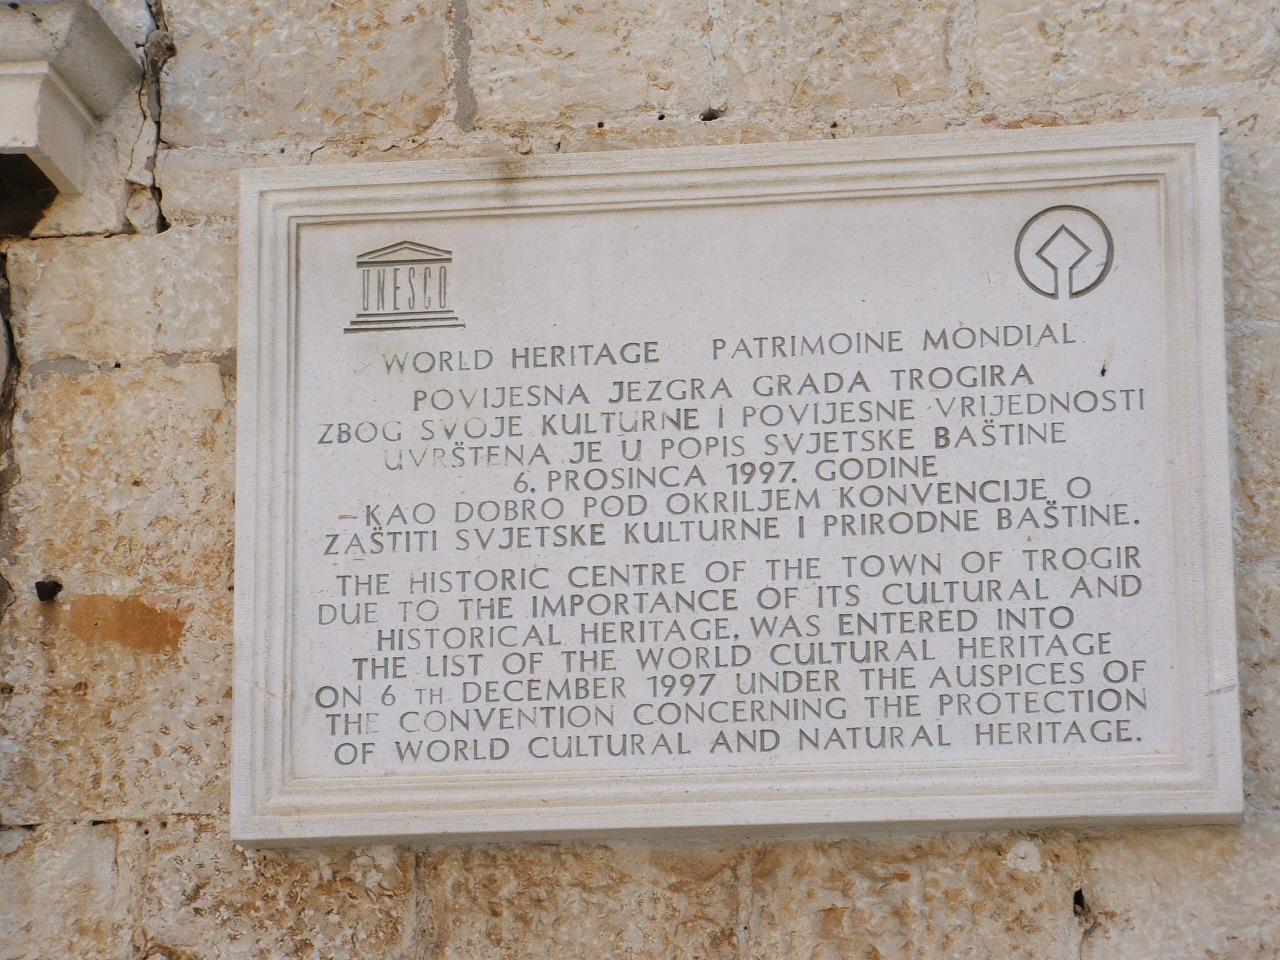 UNESCO
WORLD HERITAGE PATRIMOINE MONDIAL
POVIJESNA JEZGRA GRADA TROGIRA
ZBOG SVOJE KULTURNE I POVIJESNE VRIJEDNOSTI
UVRŠTENA JE U POPIS SVJETSKE BAŠTINE
6. PROSINCA 1997. GODINE
KAO DOBRO POD OKRILJEM KONVENCIJE O
ZAŠTITI SVJETSKE KULTURNE I PRIRODNE BAŠTINE.
THE HISTORIC CENTRE OF THE TOWN OF TROGIR
DUE TO THE IMPORTANCE OF ITS CULTURAL AND
HISTORICAL HERITAGE, WAS ENTERED INTO
THE LIST OF THE WORLD CULTURAL HERITAGE
ON 6 TH DECEMBER 1997 UNDER THE AUSPICES OF
THE CONVENTION CONCERNING THE PROTECTION
OF WORLD CULTURAL AND NATURAL HERITAGE.